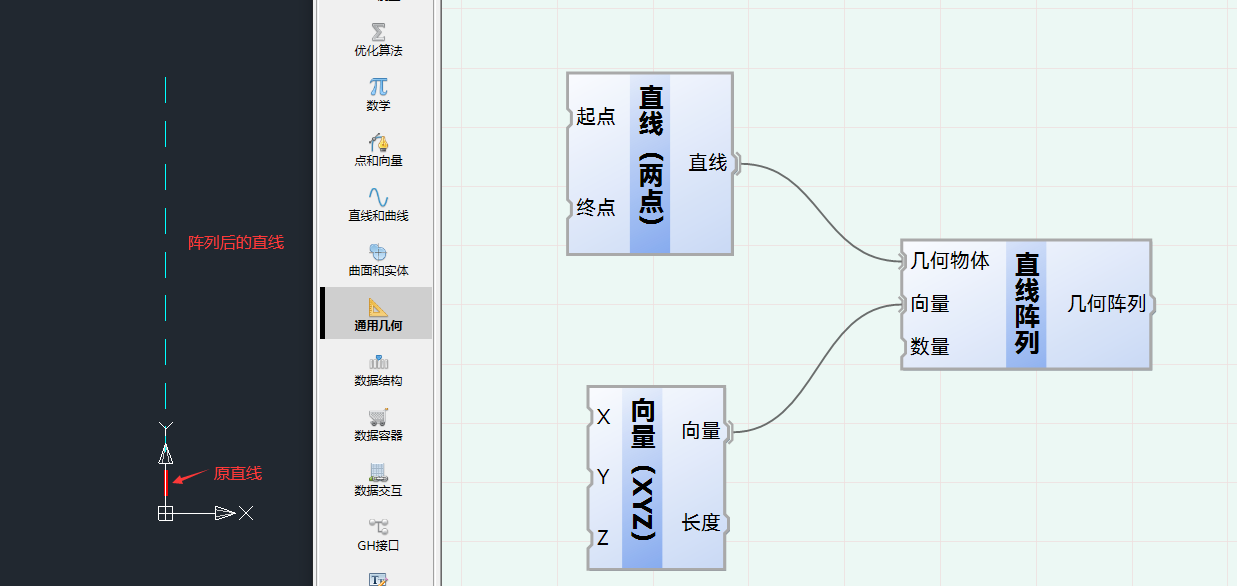 优化算法
数学
点和向量
直线和曲线
曲面和实体
通用几何
数据结构
数据容器
数据交互
GH接口
阵列后的直线
原直线
Y
X
起点
终点
直线（两点）
直线
X
Y
Z
向量（XYZ）
向量
长度
几何物体
向量
数量
直线阵列
几何阵列